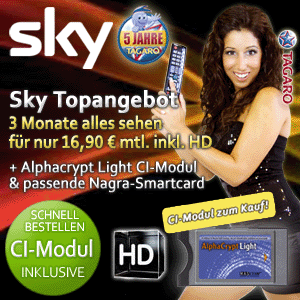 sky
5 JAHRE
TAGARO
TAGARO
Sky Topangebot
3 Monate alles sehen
für nur 16,90 € mtl. inkl. HD
+ Alphacrypt Light CI-Modul
& passende Nagra-Smartcard
SCHNELL
BESTELLEN
CI-Modul
INKLUSIVE
HD
CI-Modul zum Kauf!
AlphaCrypt Light